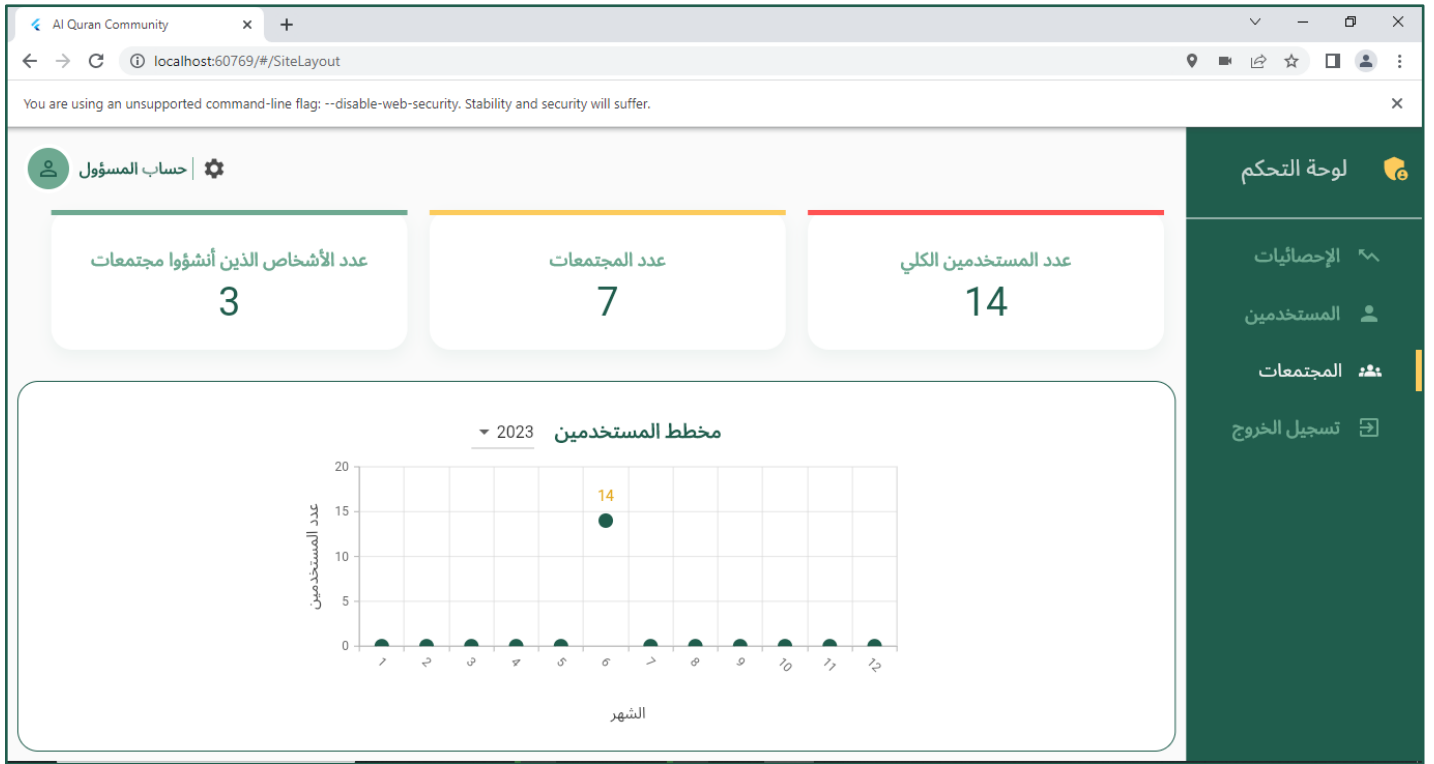 Al Quran Community
localhost:60769/#/SiteLayout
You are using an unsupported command-line flag: --disable-web-security. Stability and security will suffer.
لوحة التحكم
الإحصائيات
المستخدمين
المجتمعات
تسجيل الخروج
حساب المسؤول
عدد المستخدمين الكلي
14
عدد المجتمعات
7
عدد الأشخاص الذين أنشؤوا مجتمعات
3
مخطط المستخدمين 2023
عدد المستخدمين
20
15
10
5
0
14
1 2 3 4 5 6 7 8 9 10 11 12
الشهر